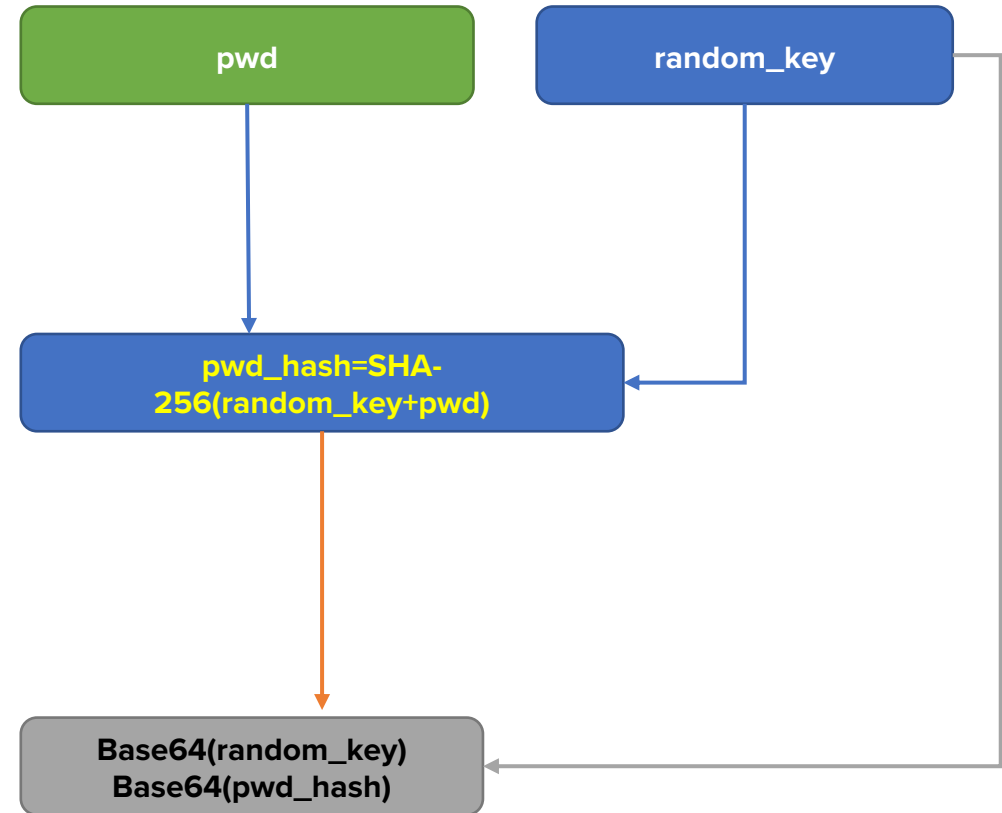 pwd
random_key
pwd_hash=SHA-
256(random_key+pwd)
Base64(random_key)
Base64(pwd_hash)